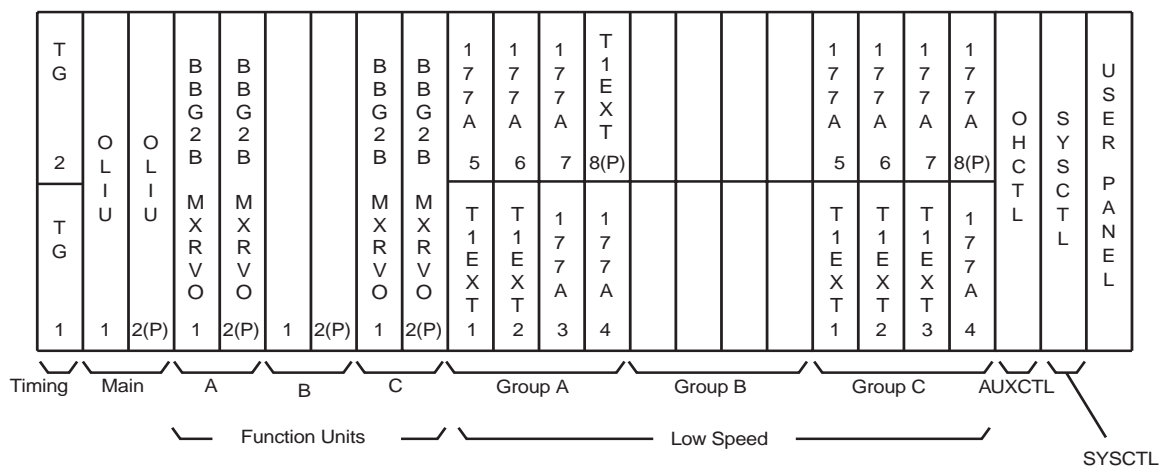 TG 2
TG 1
OLIU 1
OLIU 2(P)
BBG2B MXRVO 1
BBG2B MXRVO 2(P)
1
2(P)
BBG2B MXRVO 1
BBG2B MXRVO 2(P)
177A 5
177A 6
177A 7
T1EXT 8(P)
T1EXT 1
T1EXT 2
177A 3
177A 4
177A 5
177A 6
177A 7
177A 8(P)
T1EXT 1
T1EXT 2
T1EXT 3
177A 4
OHCTL
SYSCTL
USER PANEL
Timing
Main
A
B
C
Group A
Group B
Group C
AUXCTL
Function Units
Low Speed
SYSCTL